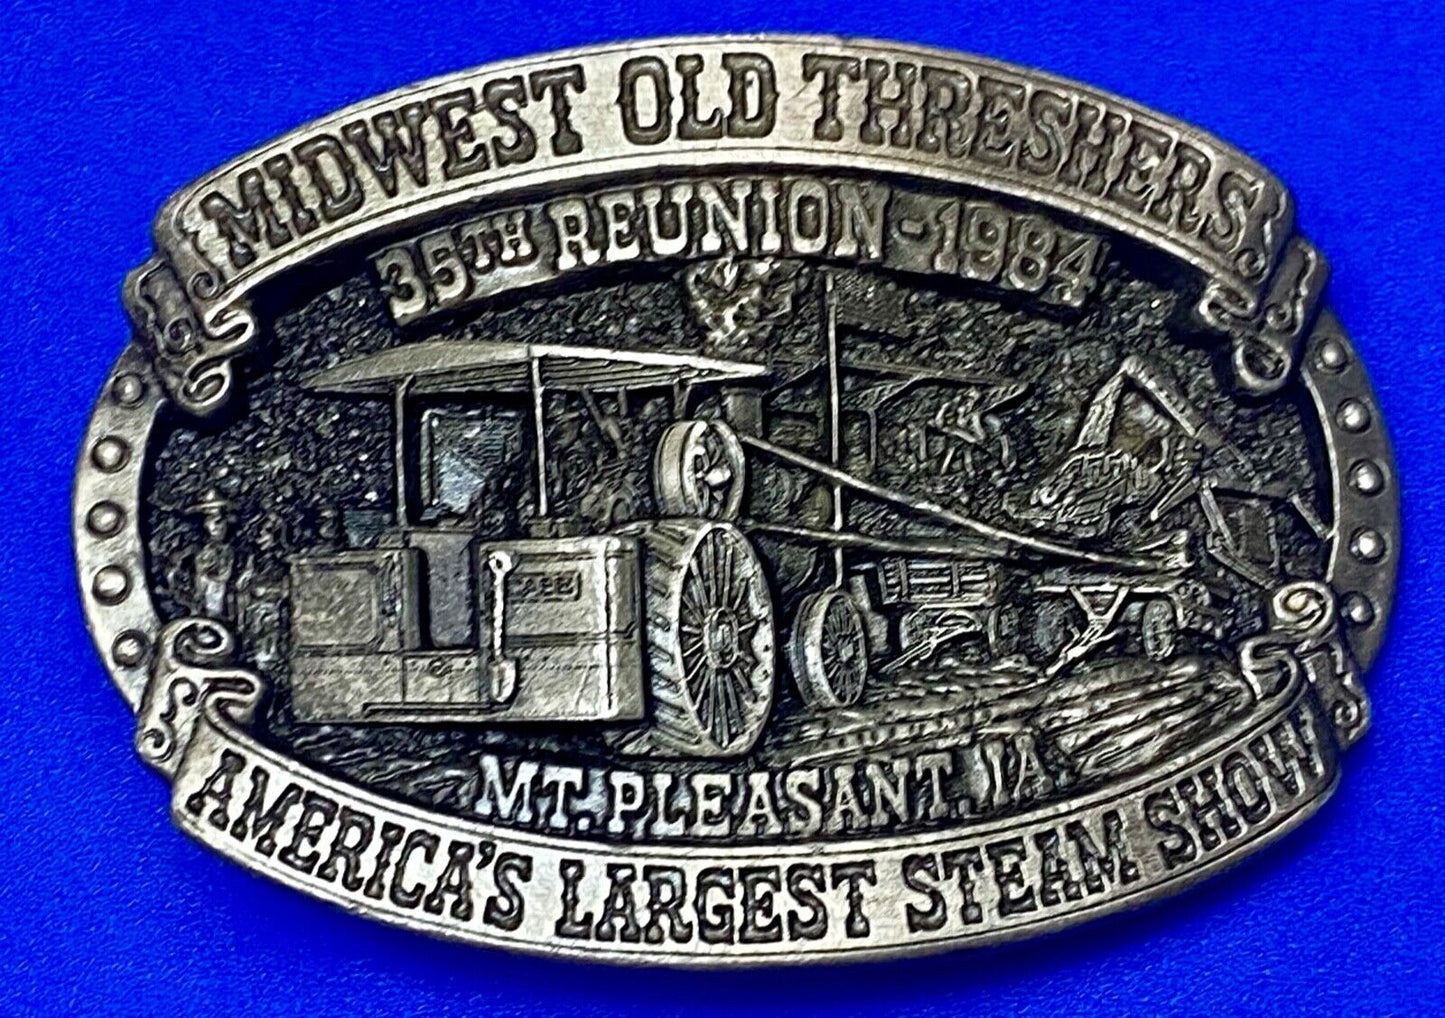 MIDWEST OLD THRESHERS
35TH REUNION - 1984
CASE
MT. PLEASANT, IA
AMERICA'S LARGEST STEAM SHOW